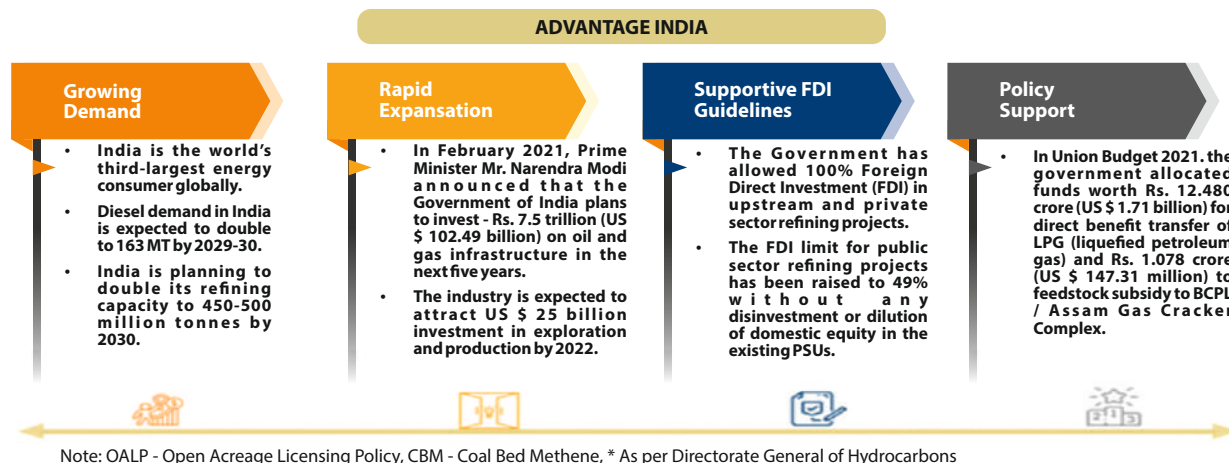 ADVANTAGE INDIA
Growing
Demand
• India is the world's
third-largest energy
consumer globally.
• Diesel demand in India
is expected to double
to 163 MT by 2029-30.
• India is planning to
double its refining
capacity to 450-500
million tonnes by
2030.
Rapid
Expansation
• In February 2021, Prime
Minister Mr. Narendra Modi
announced that the
Government of India plans
to invest - Rs. 7.5 trillion (US
$ 102.49 billion) on oil and
gas infrastructure in the
next five years.
• The industry is expected to
attract US $ 25 billion
investment in exploration
and production by 2022.
Supportive FDI
Guidelines
• The Government has
allowed 100% Foreign
Direct Investment (FDI) in
upstream and private
sector refining projects.
• The FDI limit for public
sector refining projects
has been raised to 49%
without any
disinvestment or dilution
of domestic equity in the
existing PSUs.
Policy
Support
• In Union Budget 2021. the
government allocated
funds worth Rs. 12.480
crore (US $ 1.71 billion) for
direct benefit transfer of
LPG (liquefied petroleum
gas) and Rs. 1.078 crore
(US $ 147.31 million) to
feedstock subsidy to BCPL
/ Assam Gas Cracker
Complex.
1 2 3
Note: OALP - Open Acreage Licensing Policy, CBM - Coal Bed Methene, * As per Directorate General of Hydrocarbons